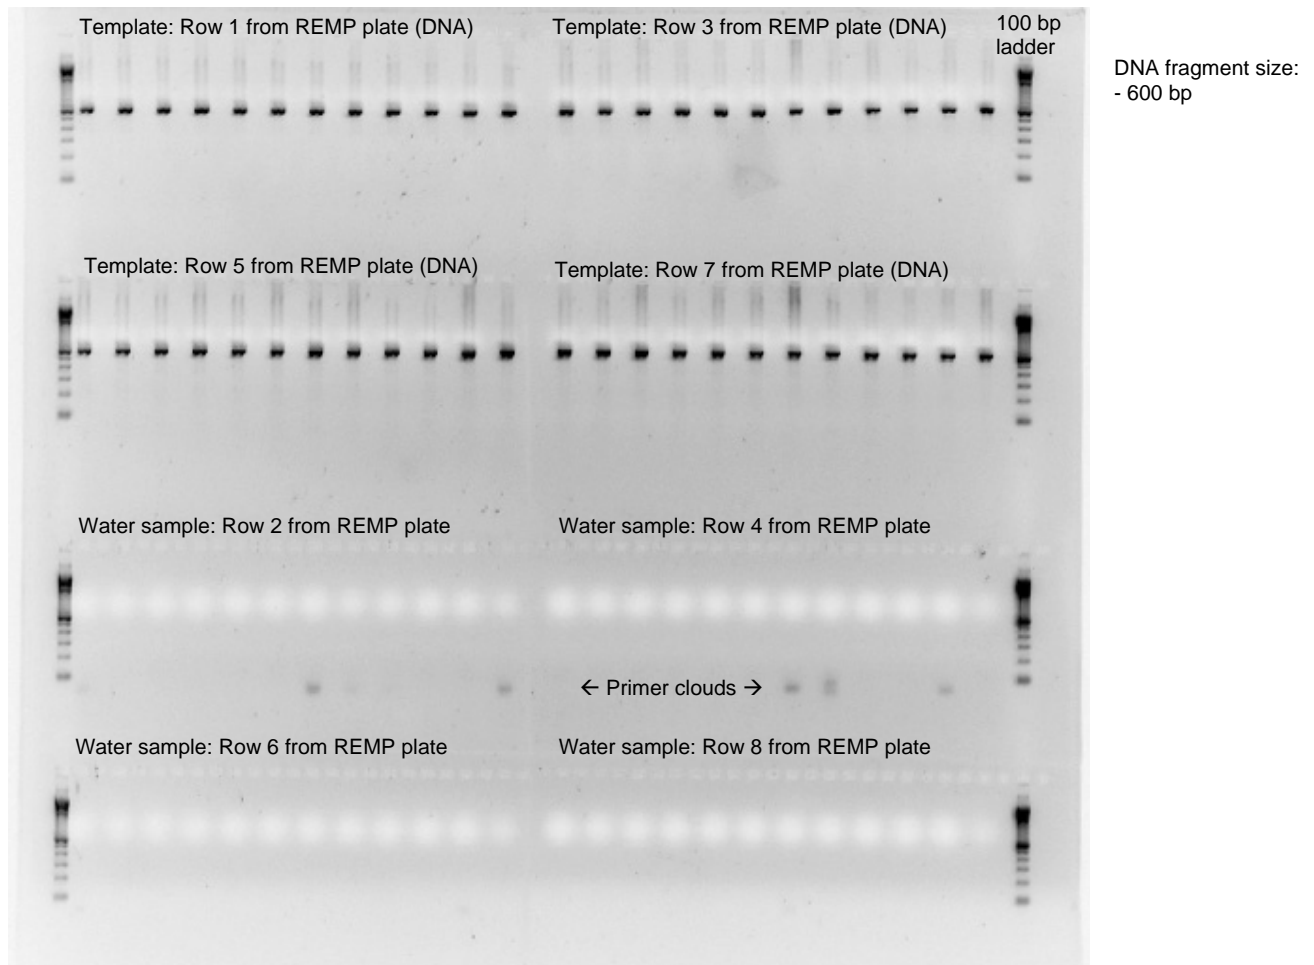 Template: Row 1 from REMP plate (DNA)
Template: Row 3 from REMP plate (DNA)
100 bp
ladder
DNA fragment size:
- 600 bp
Template: Row 5 from REMP plate (DNA)
Template: Row 7 from REMP plate (DNA)
Water sample: Row 2 from REMP plate
Water sample: Row 4 from REMP plate
← Primer clouds →
Water sample: Row 6 from REMP plate
Water sample: Row 8 from REMP plate